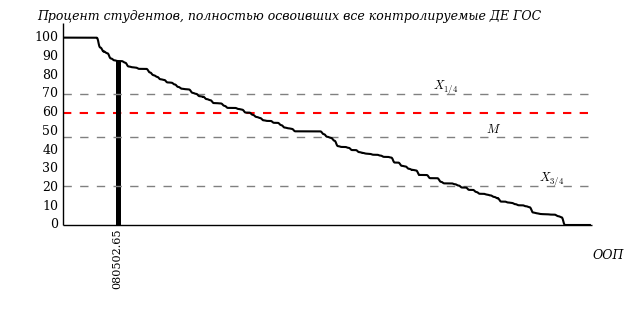 Процент студентов, полностью освоивших все контролируемые ДЕ ГОС
100
90
80
X1/4
70
60
M
50
40
30
X3/4
20
10
0
080502.65
ООП